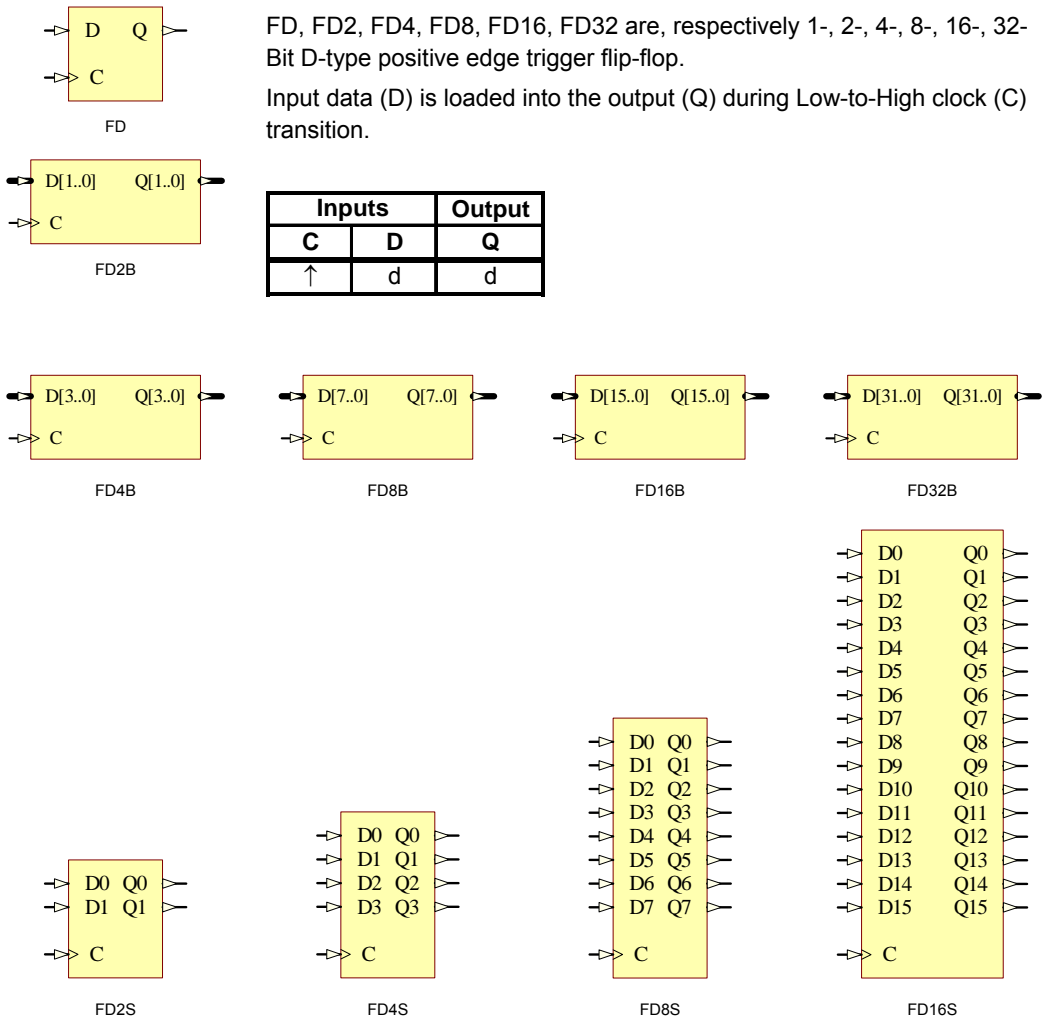 D Q
C
FD
FD, FD2, FD4, FD8, FD16, FD32 are, respectively 1-, 2-, 4-, 8-, 16-, 32-
Bit D-type positive edge trigger flip-flop.
Input data (D) is loaded into the output (Q) during Low-to-High clock (C)
transition.
D[1..0] Q[1..0]
C
FD2B
Inputs Output
C D Q
↑ d d
D[3..0] Q[3..0]
C
FD4B
D[7..0] Q[7..0]
C
FD8B
D[15..0] Q[15..0]
C
FD16B
D[31..0] Q[31..0]
C
FD32B
D0 Q0
D1 Q1
C
FD2S
D0 Q0
D1 Q1
D2 Q2
D3 Q3
C
FD4S
D0 Q0
D1 Q1
D2 Q2
D3 Q3
D4 Q4
D5 Q5
D6 Q6
D7 Q7
C
FD8S
D0 Q0
D1 Q1
D2 Q2
D3 Q3
D4 Q4
D5 Q5
D6 Q6
D7 Q7
D8 Q8
D9 Q9
D10 Q10
D11 Q11
D12 Q12
D13 Q13
D14 Q14
D15 Q15
C
FD16S